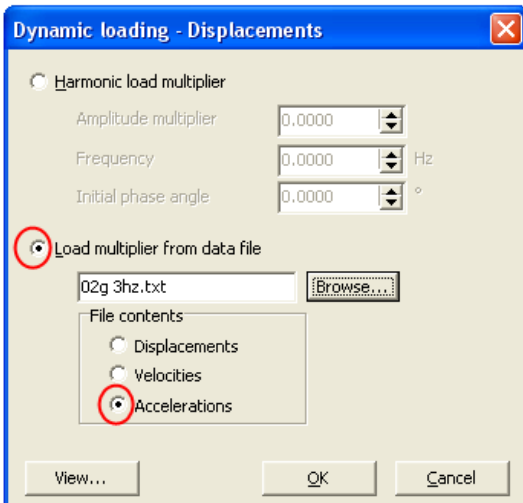 Dynamic loading - Displacements
Harmonic load multiplier
Amplitude multiplier 0.0000
Frequency 0.0000 Hz
Initial phase angle 0.0000 °
Load multiplier from data file
02g 3hz.txt Browse...
File contents
Displacements
Velocities
Accelerations
View... OK Cancel